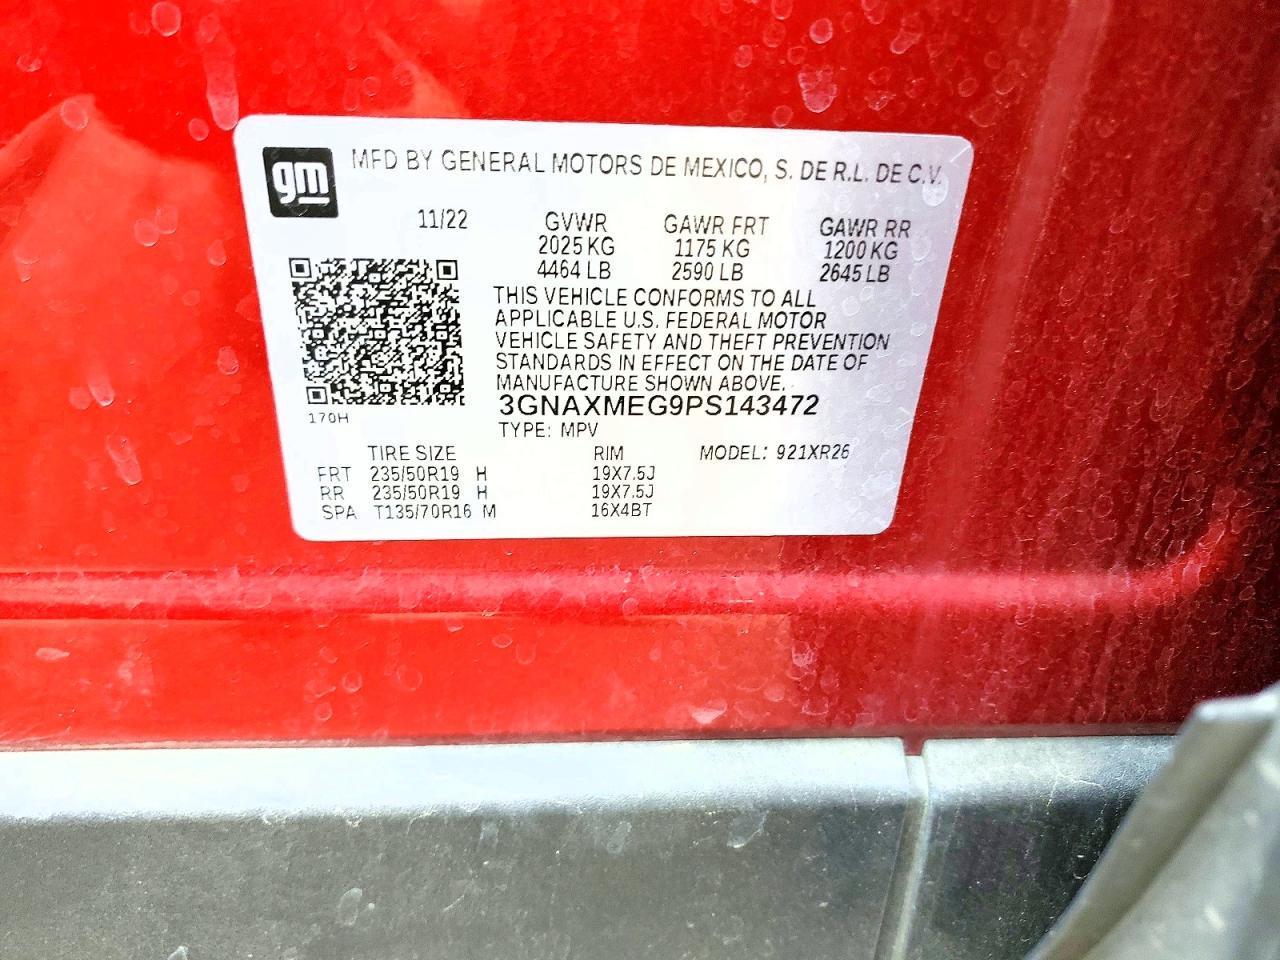 gm MFD BY GENERAL MOTORS DE MEXICO, S. DE R.L. DE C.V.
11/22 GVWR GAWR FRT GAWR RR
2025 KG 1175 KG 1200 KG
4464 LB 2590 LB 2645 LB
THIS VEHICLE CONFORMS TO ALL
APPLICABLE U.S. FEDERAL MOTOR
VEHICLE SAFETY AND THEFT PREVENTION
STANDARDS IN EFFECT ON THE DATE OF
MANUFACTURE SHOWN ABOVE.
3GNAXMEG9PS143472
170H
TYPE: MPV
TIRE SIZE RIM MODEL: 921XR26
FRT 235/50R19 H 19X7.5J
RR 235/50R19 H 19X7.5J
SPA T135/70R16 M 16X4BT